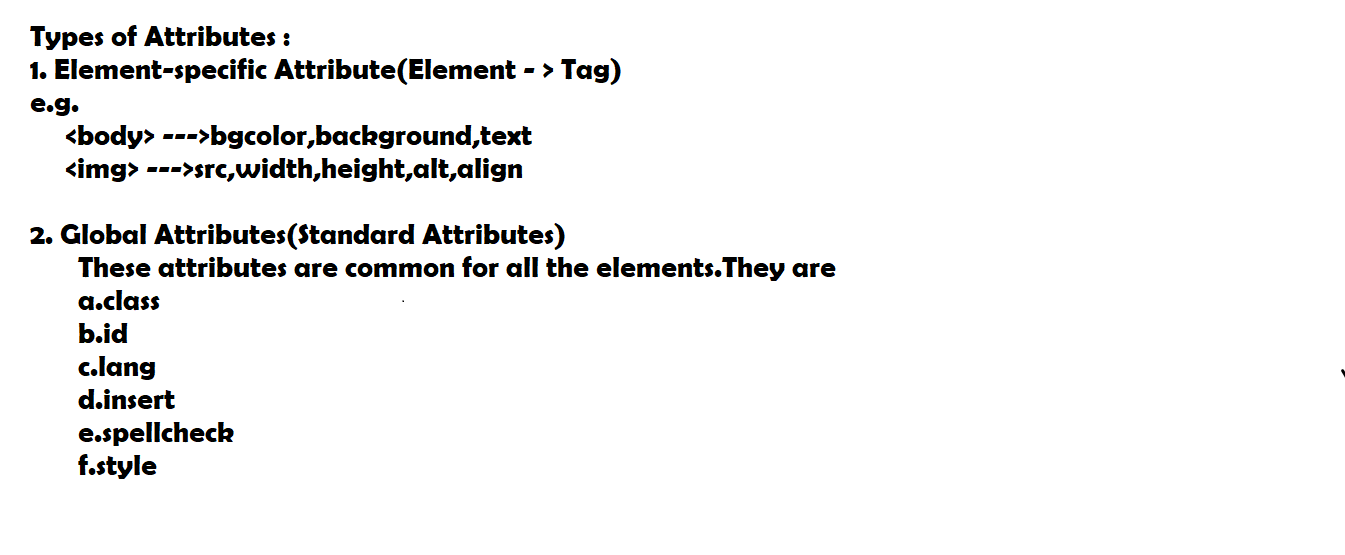 Types of Attributes :
1. Element-specific Attribute(Element - > Tag)
e.g.
<body> --->bgcolor,background,text
<img> --->src,width,height,alt,align
2. Global Attributes(Standard Attributes)
These attributes are common for all the elements.They are
a.class
b.id
c.lang
d.insert
e.spellcheck
f.style